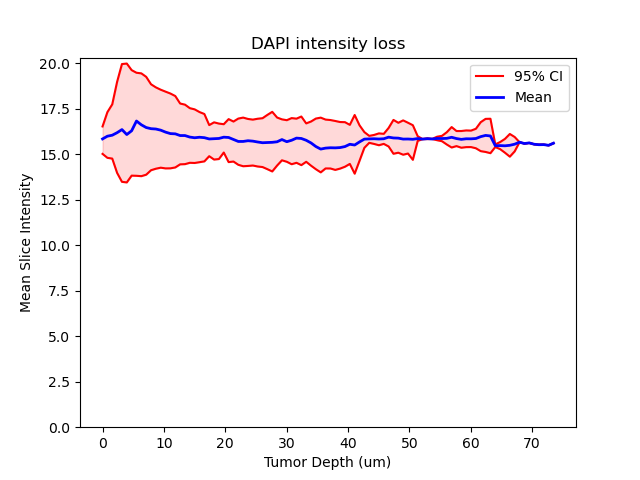 DAPI intensity loss
95% CI
Mean
Mean Slice Intensity
20.0
17.5
15.0
12.5
10.0
7.5
5.0
2.5
0.0
0 10 20 30 40 50 60 70
Tumor Depth (um)